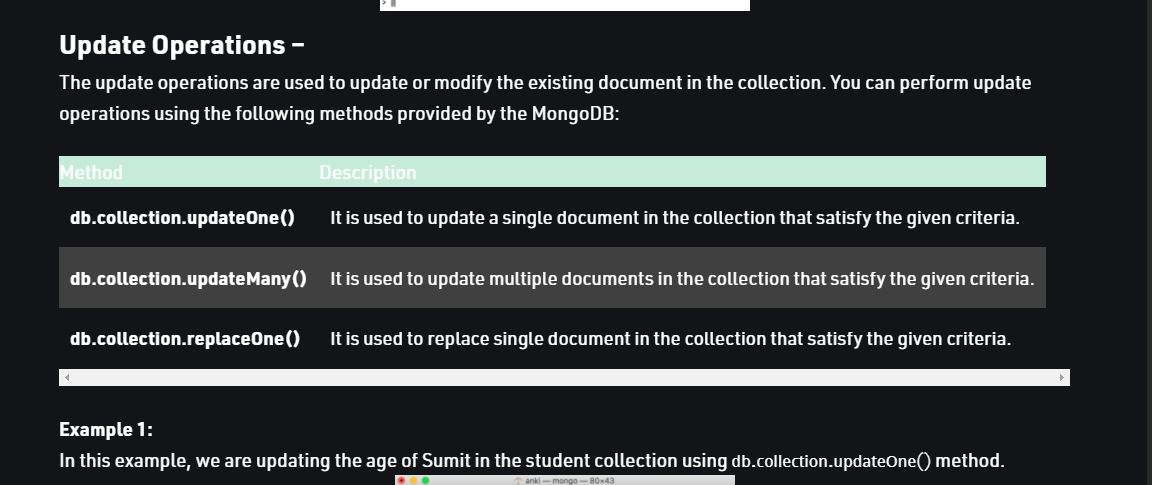 Update Operations –
The update operations are used to update or modify the existing document in the collection. You can perform update
operations using the following methods provided by the MongoDB:
Method Description
db.collection.updateOne() It is used to update a single document in the collection that satisfy the given criteria.
db.collection.updateMany() It is used to update multiple documents in the collection that satisfy the given criteria.
db.collection.replaceOne() It is used to replace single document in the collection that satisfy the given criteria.
Example 1:
In this example, we are updating the age of Sumit in the student collection using db.collection.updateOne() method.
anki — mongo — 80×43